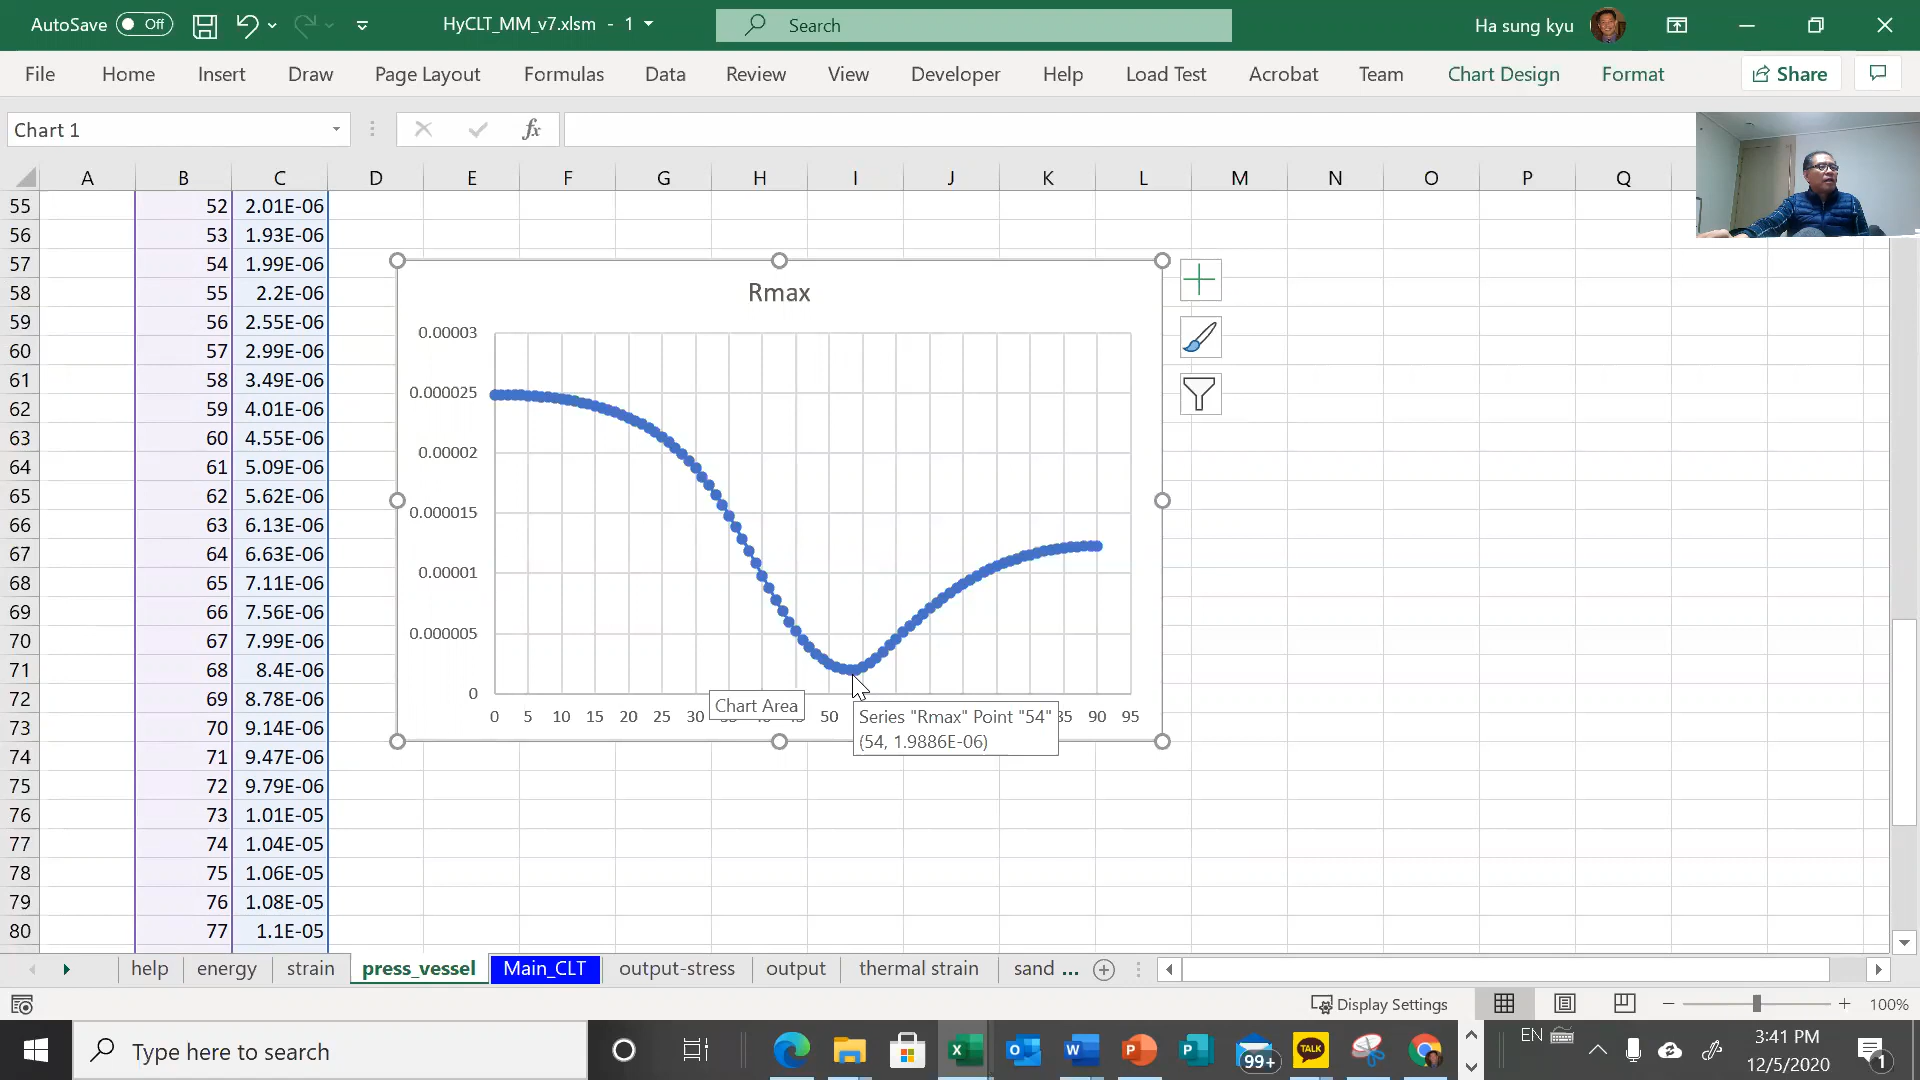 AutoSave Off HyCLT_MM_v7.xlsm - 1 Search Ha sung kyu
File Home Insert Draw Page Layout Formulas Data Review View Developer Help Load Test Acrobat Team Chart Design Format Share
Chart 1 fx
A B C D E F G H I J K L M N O P Q
55 52 2.01E-06
56 53 1.93E-06
57 54 1.99E-06
58 55 2.2E-06
59 56 2.55E-06
60 57 2.99E-06
61 58 3.49E-06
62 59 4.01E-06
63 60 4.55E-06
64 61 5.09E-06
65 62 5.62E-06
66 63 6.13E-06
67 64 6.63E-06
68 65 7.11E-06
69 66 7.56E-06
70 67 7.99E-06
71 68 8.4E-06
72 69 8.78E-06
73 70 9.14E-06
74 71 9.47E-06
75 72 9.79E-06
76 73 1.01E-05
77 74 1.04E-05
78 75 1.06E-05
79 76 1.08E-05
80 77 1.1E-05
Rmax
0.00003
0.000025
0.00002
0.000015
0.00001
0.000005
0
0 5 10 15 20 25 30 50 90 95
Chart Area
Series "Rmax" Point "54"
(54, 1.9886E-06)
help energy strain press_vessel Main_CLT output-stress output thermal strain sand ...
Display Settings 100%
Type here to search
99+
TALK
EN
3:41 PM
12/5/2020
1